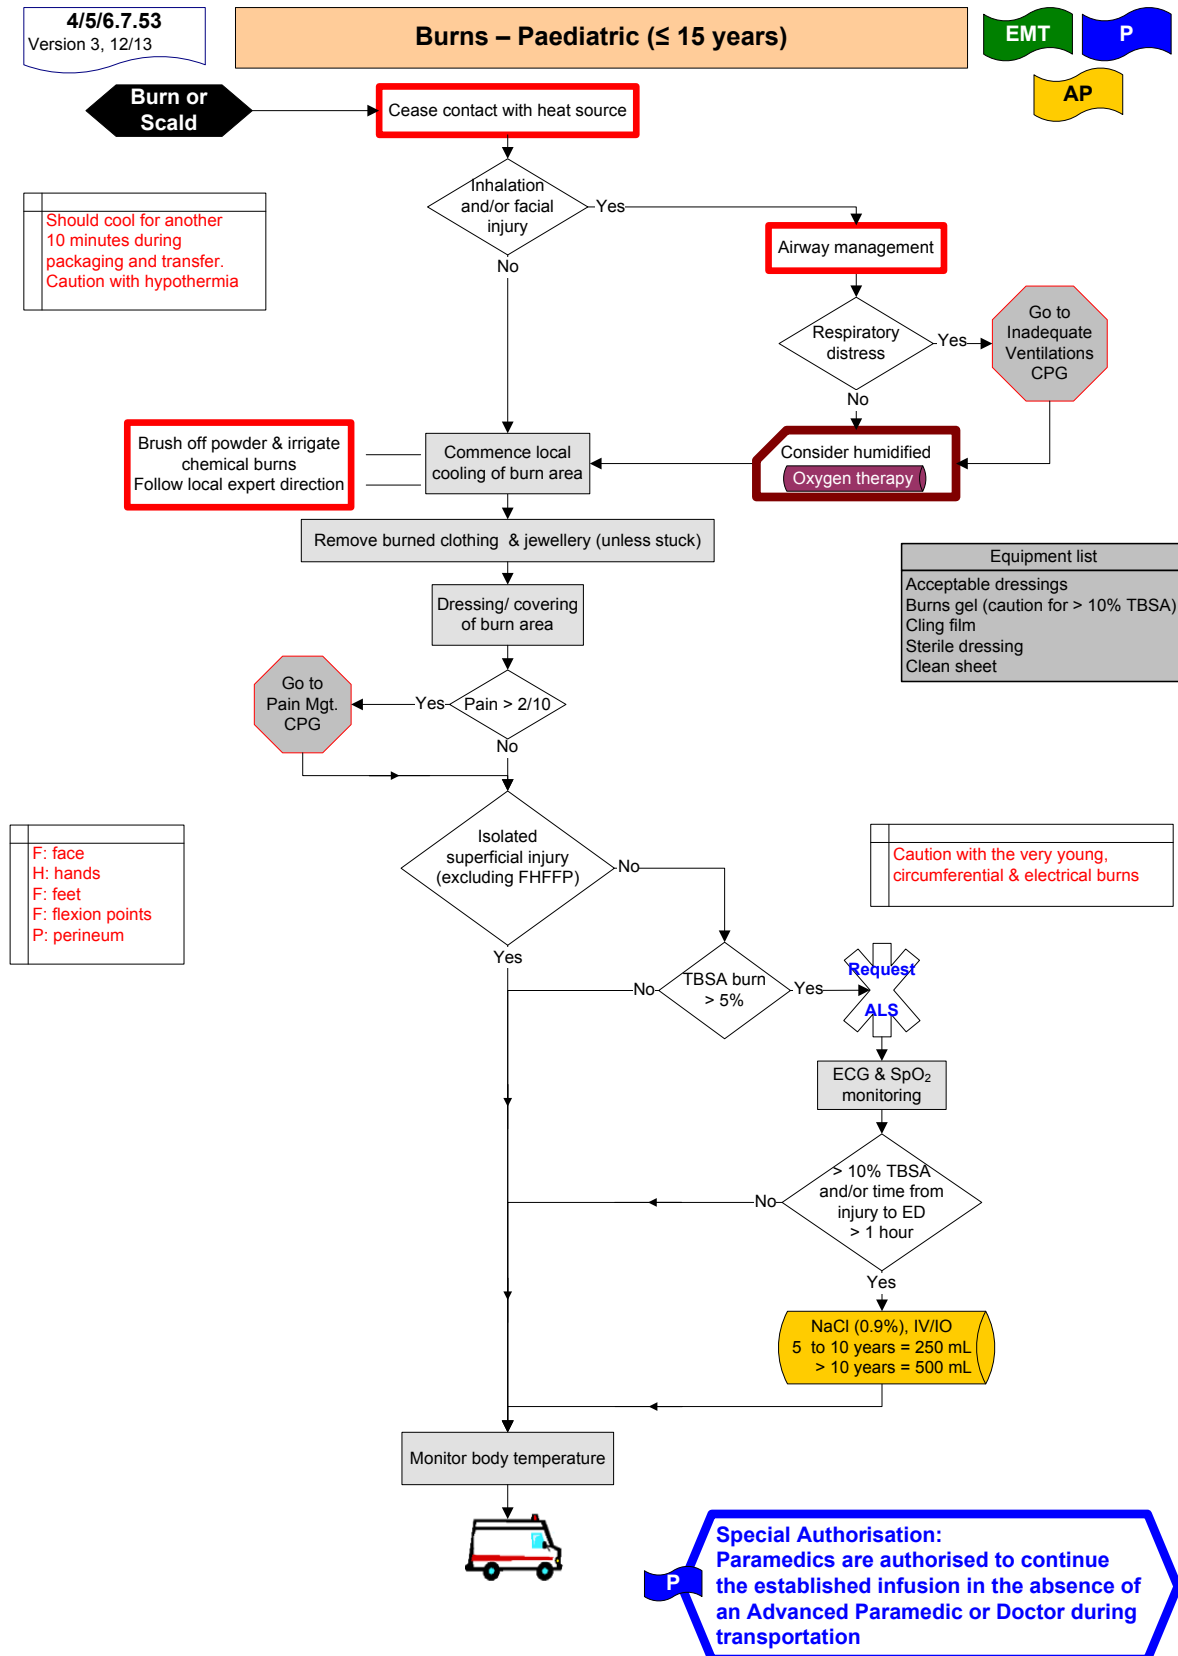 4/5/6.7.53
Version 3, 12/13
Burns – Paediatric (≤ 15 years)
EMT
P
AP
Burn or
Scald
Cease contact with heat source
Inhalation
and/or facial
injury
Yes
No
Should cool for another
10 minutes during
packaging and transfer.
Caution with hypothermia
Airway management
Respiratory
distress
Yes
No
Go to
Inadequate
Ventilations
CPG
Brush off powder & irrigate
chemical burns
Follow local expert direction
Commence local
cooling of burn area
Consider humidified
Oxygen therapy
Remove burned clothing & jewellery (unless stuck)
Equipment list
Acceptable dressings
Burns gel (caution for > 10% TBSA)
Cling film
Sterile dressing
Clean sheet
Dressing/ covering
of burn area
Go to
Pain Mgt.
CPG
Yes
Pain > 2/10
No
F: face
H: hands
F: feet
F: flexion points
P: perineum
Isolated
superficial injury
(excluding FHFFP)
No
Yes
Caution with the very young,
circumferential & electrical burns
No
TBSA burn
> 5%
Yes
Request
ALS
ECG & SpO₂
monitoring
> 10% TBSA
and/or time from
injury to ED
> 1 hour
No
Yes
NaCl (0.9%), IV/IO
5 to 10 years = 250 mL
> 10 years = 500 mL
Monitor body temperature
P
Special Authorisation:
Paramedics are authorised to continue
the established infusion in the absence of
an Advanced Paramedic or Doctor during
transportation